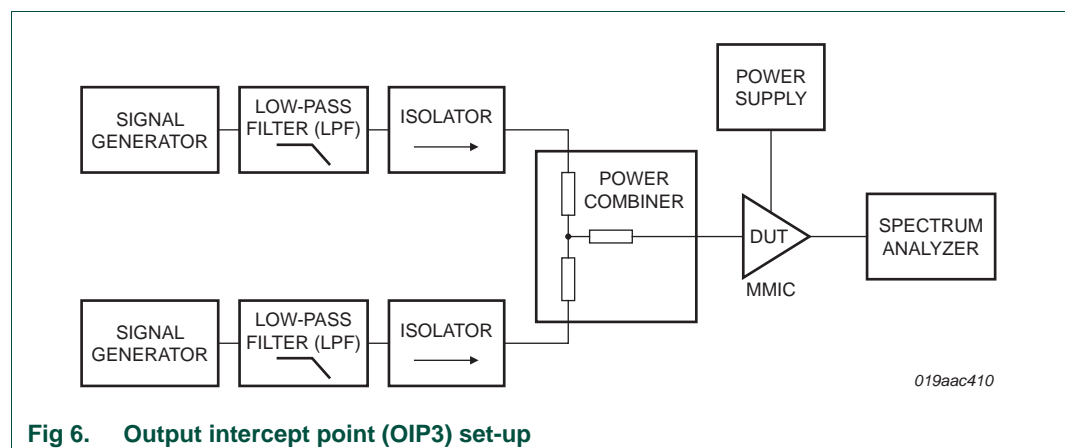 POWER
SUPPLY
SIGNAL
GENERATOR
LOW-PASS
FILTER (LPF)
ISOLATOR
POWER
COMBINER
DUT
MMIC
SPECTRUM
ANALYZER
SIGNAL
GENERATOR
LOW-PASS
FILTER (LPF)
ISOLATOR
019aac410
Fig 6. Output intercept point (OIP3) set-up